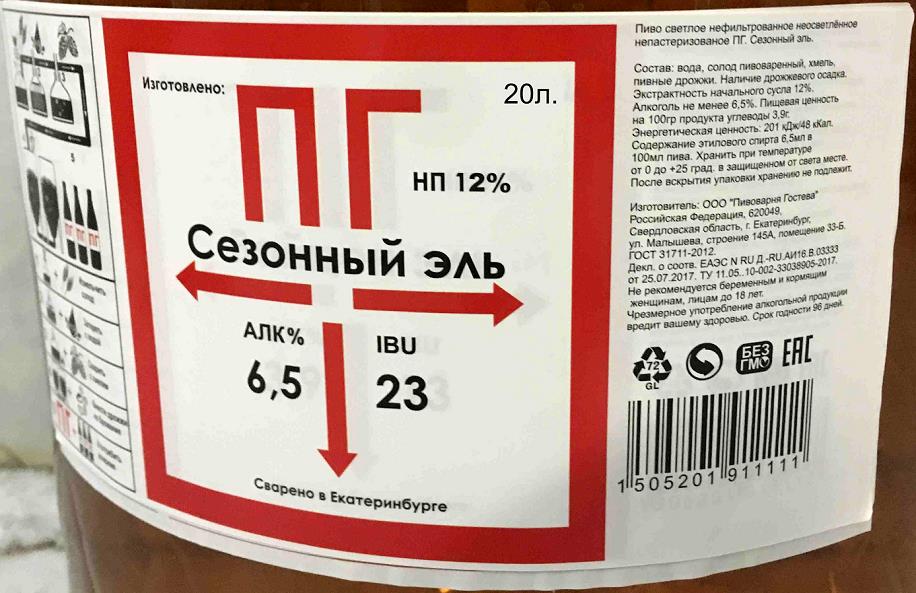 Изготовлено:
20л.
ПГ
НП 12%
Сезонный эль
АЛК%
6,5
IBU
23
Сварено в Екатеринбурге
Пиво светлое нефильтрованное неосветлённое
непастеризованое ПГ. Сезонный эль.
Состав: вода, солод пивоваренный, хмель,
пивные дрожжи. Наличие дрожжевого осадка.
Экстрактность начального сусла 12%.
Алкоголь не менее 6,5%. Пищевая ценность
на 100гр продукта углеводы 3,9г.
Энергетическая ценность: 201 кДж/48 кКал.
Содержание этилового спирта 6,5мл в
100мл пива. Хранить при температуре
от 0 до +25 град. в защищенном от света месте.
После вскрытия упаковки хранению не подлежит.
Изготовитель: ООО "Пивоварня Гостева"
Российская Федерация, 620049,
Свердловская область, г. Екатеринбург,
ул. Малышева, строение 145А, помещение 33-Б.
ГОСТ 31711-2012.
Декл. о соотв. ЕАЭС N RU Д-RU.АИ16.В.03333
от 25.07.2017. ТУ 11.05..10-002-33038905-2017.
Не рекомендуется беременным и кормящим
женщинам, лицам до 18 лет.
Чрезмерное употребление алкогольной продукции
вредит вашему здоровью. Срок годности 96 дней.
72
GL
БЕЗ
ГМО
EAC
1 505201 911111